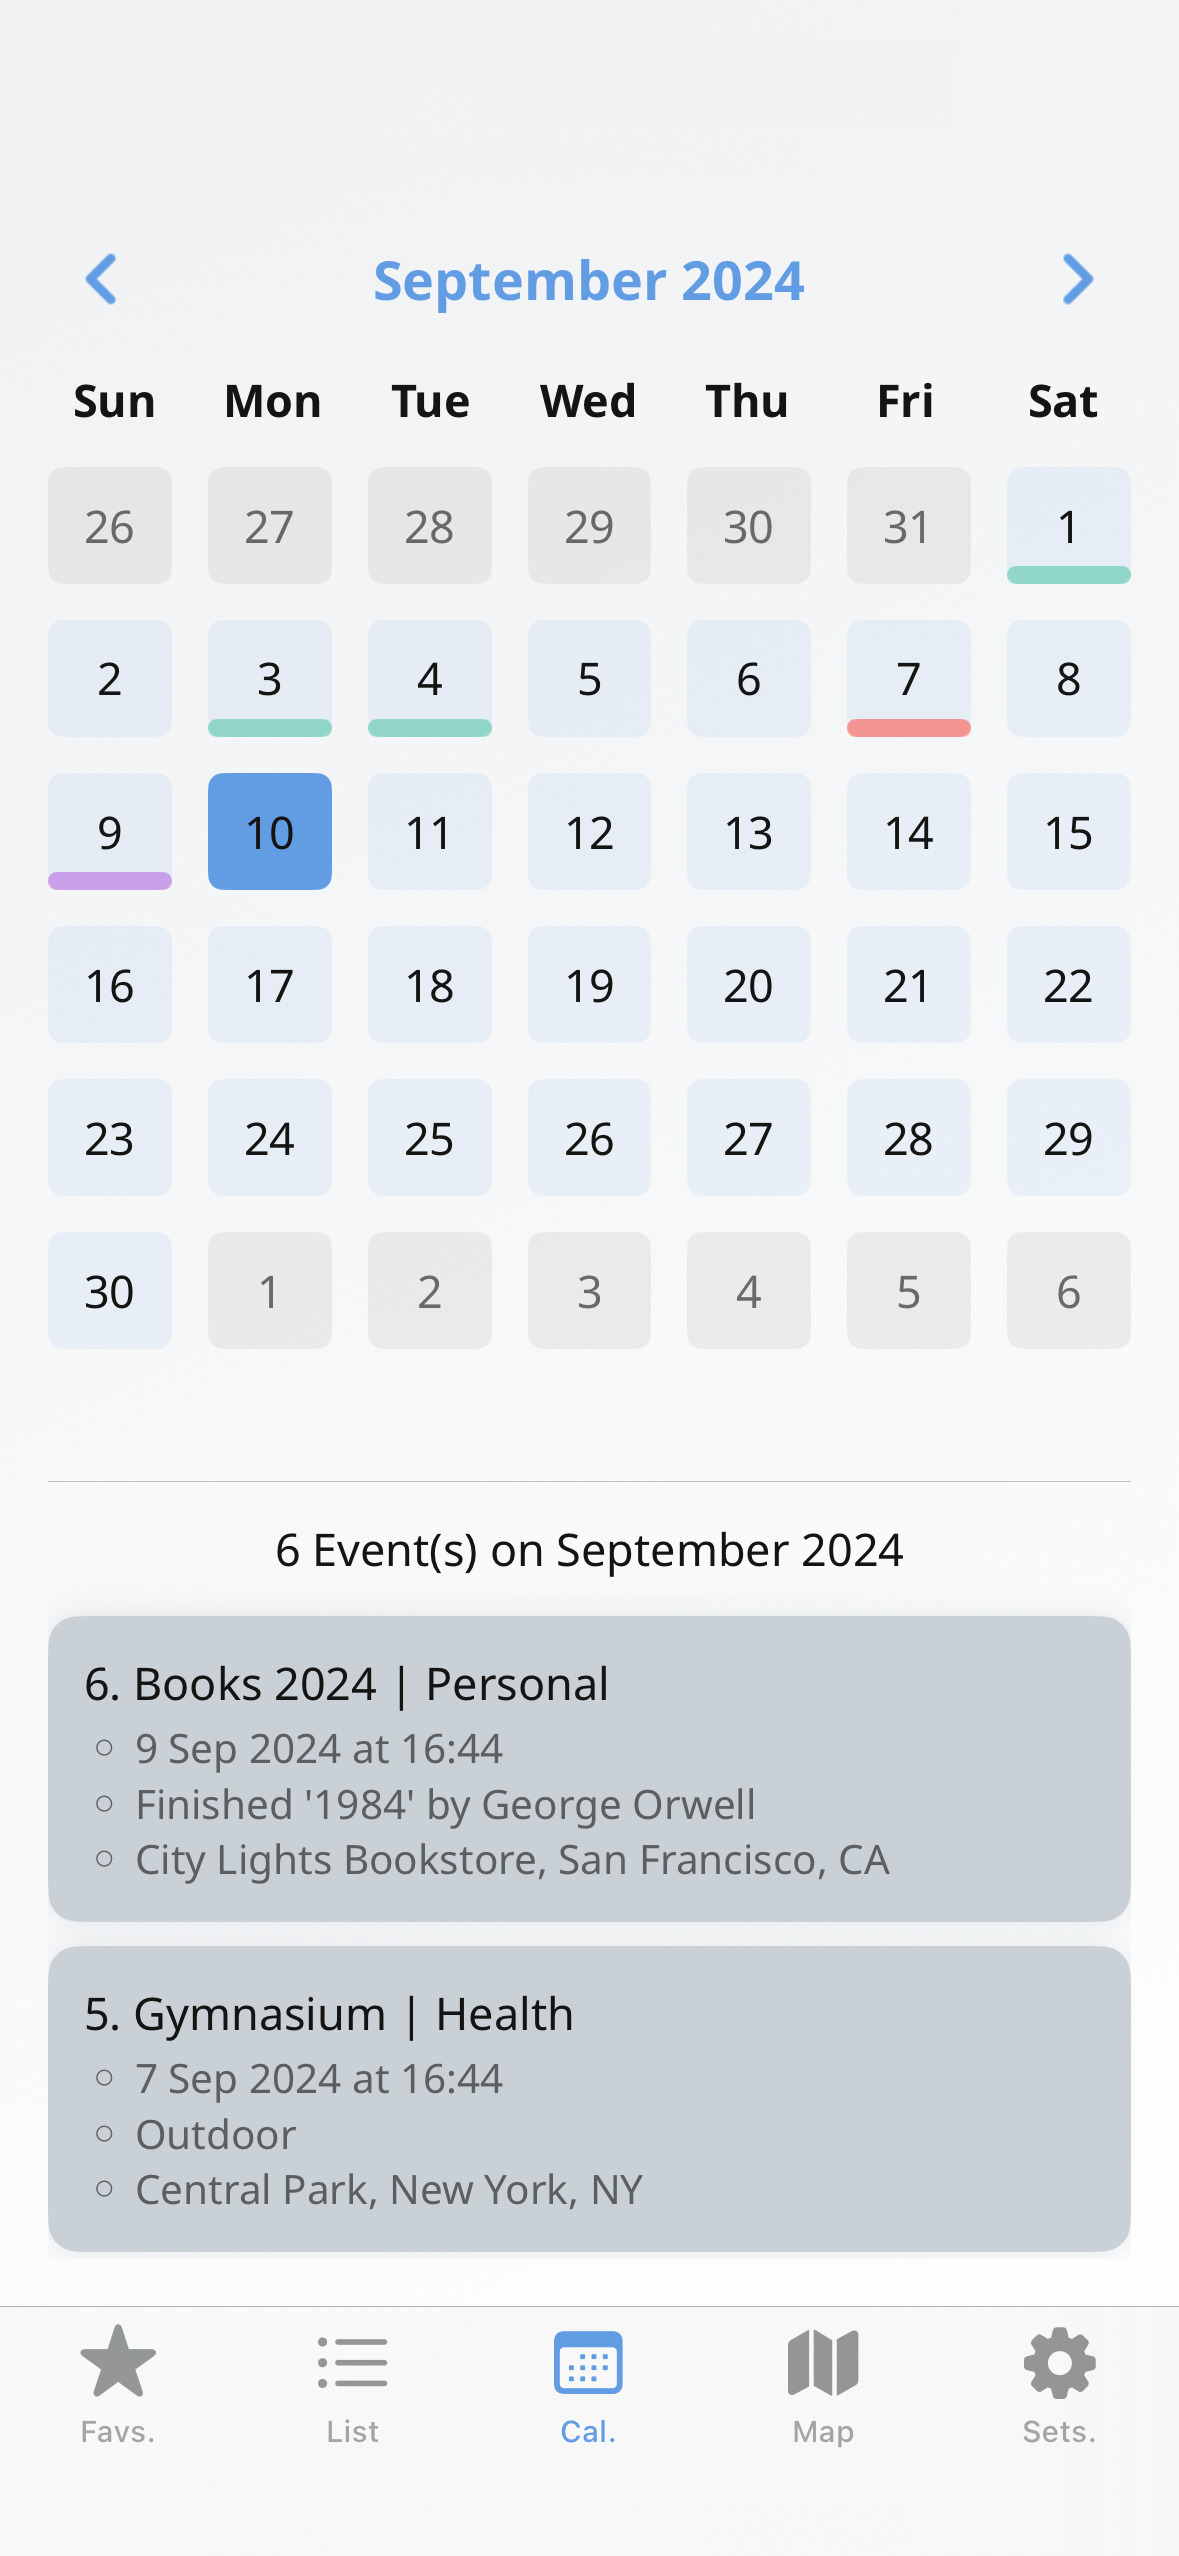 September 2024
Sun Mon Tue Wed Thu Fri Sat
26 27 28 29 30 31 1
2 3 4 5 6 7 8
9 10 11 12 13 14 15
16 17 18 19 20 21 22
23 24 25 26 27 28 29
30 1 2 3 4 5 6
6 Event(s) on September 2024
6. Books 2024 | Personal
9 Sep 2024 at 16:44
Finished '1984' by George Orwell
City Lights Bookstore, San Francisco, CA
5. Gymnasium | Health
7 Sep 2024 at 16:44
Outdoor
Central Park, New York, NY
Favs. List Cal. Map Sets.